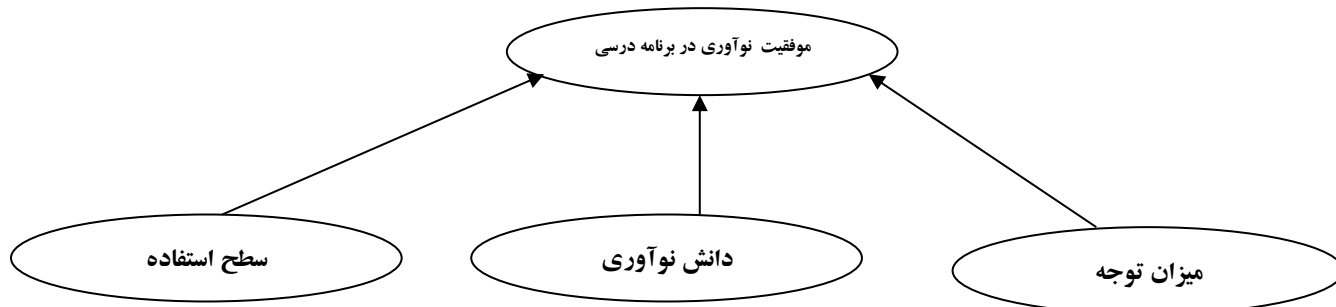 موفقیت نوآوری در برنامه درسی
میزان توجه
دانش نوآوری
سطح استفاده